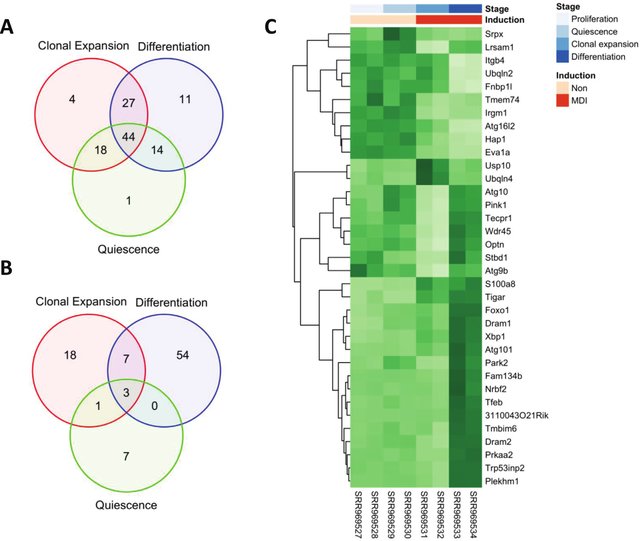 A
Clonal Expansion Differentiation
4
27
11
44
18
14
1
Quiescence
B
Clonal Expansion Differentiation
18
7
54
3
1
0
7
Quiescence
C
Stage
Induction
Srpx
Lrsam1
Itgb4
Ubqln2
Fnbp1l
Tmem74
Irgm1
Atg16l2
Hap1
Eva1a
Usp10
Ubqln4
Atg10
Pink1
Tecpr1
Wdr45
Optn
Stbd1
Atg9b
S100a8
Tigar
Foxo1
Dram1
Xbp1
Atg101
Park2
Fam134b
Nrbf2
Tfeb
3110043O21Rik
Tmbim6
Dram2
Prkaa2
Trp53inp2
Plekhm1
SRR969527
SRR969528
SRR969529
SRR969530
SRR969531
SRR969532
SRR969533
SRR969534
Stage
Proliferation
Quiescence
Clonal expansion
Differentiation
Induction
Non
MDI